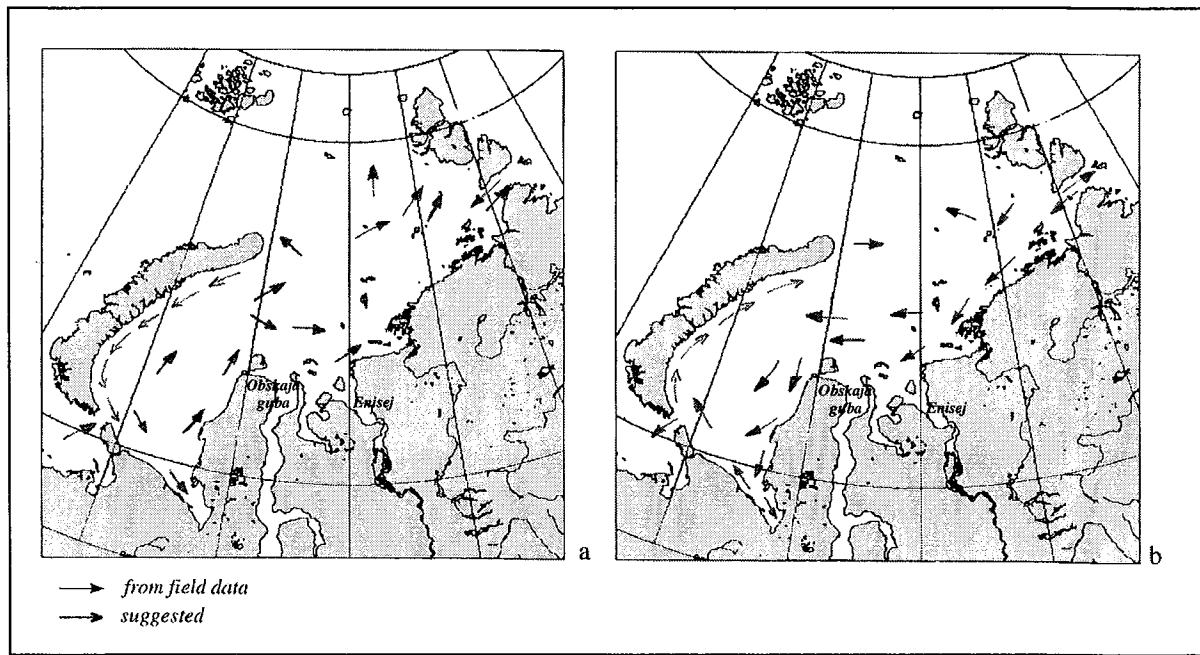 Obskaja
guba
Enisej
a
Obskaja
guba
Enisej
b
from field data
suggested